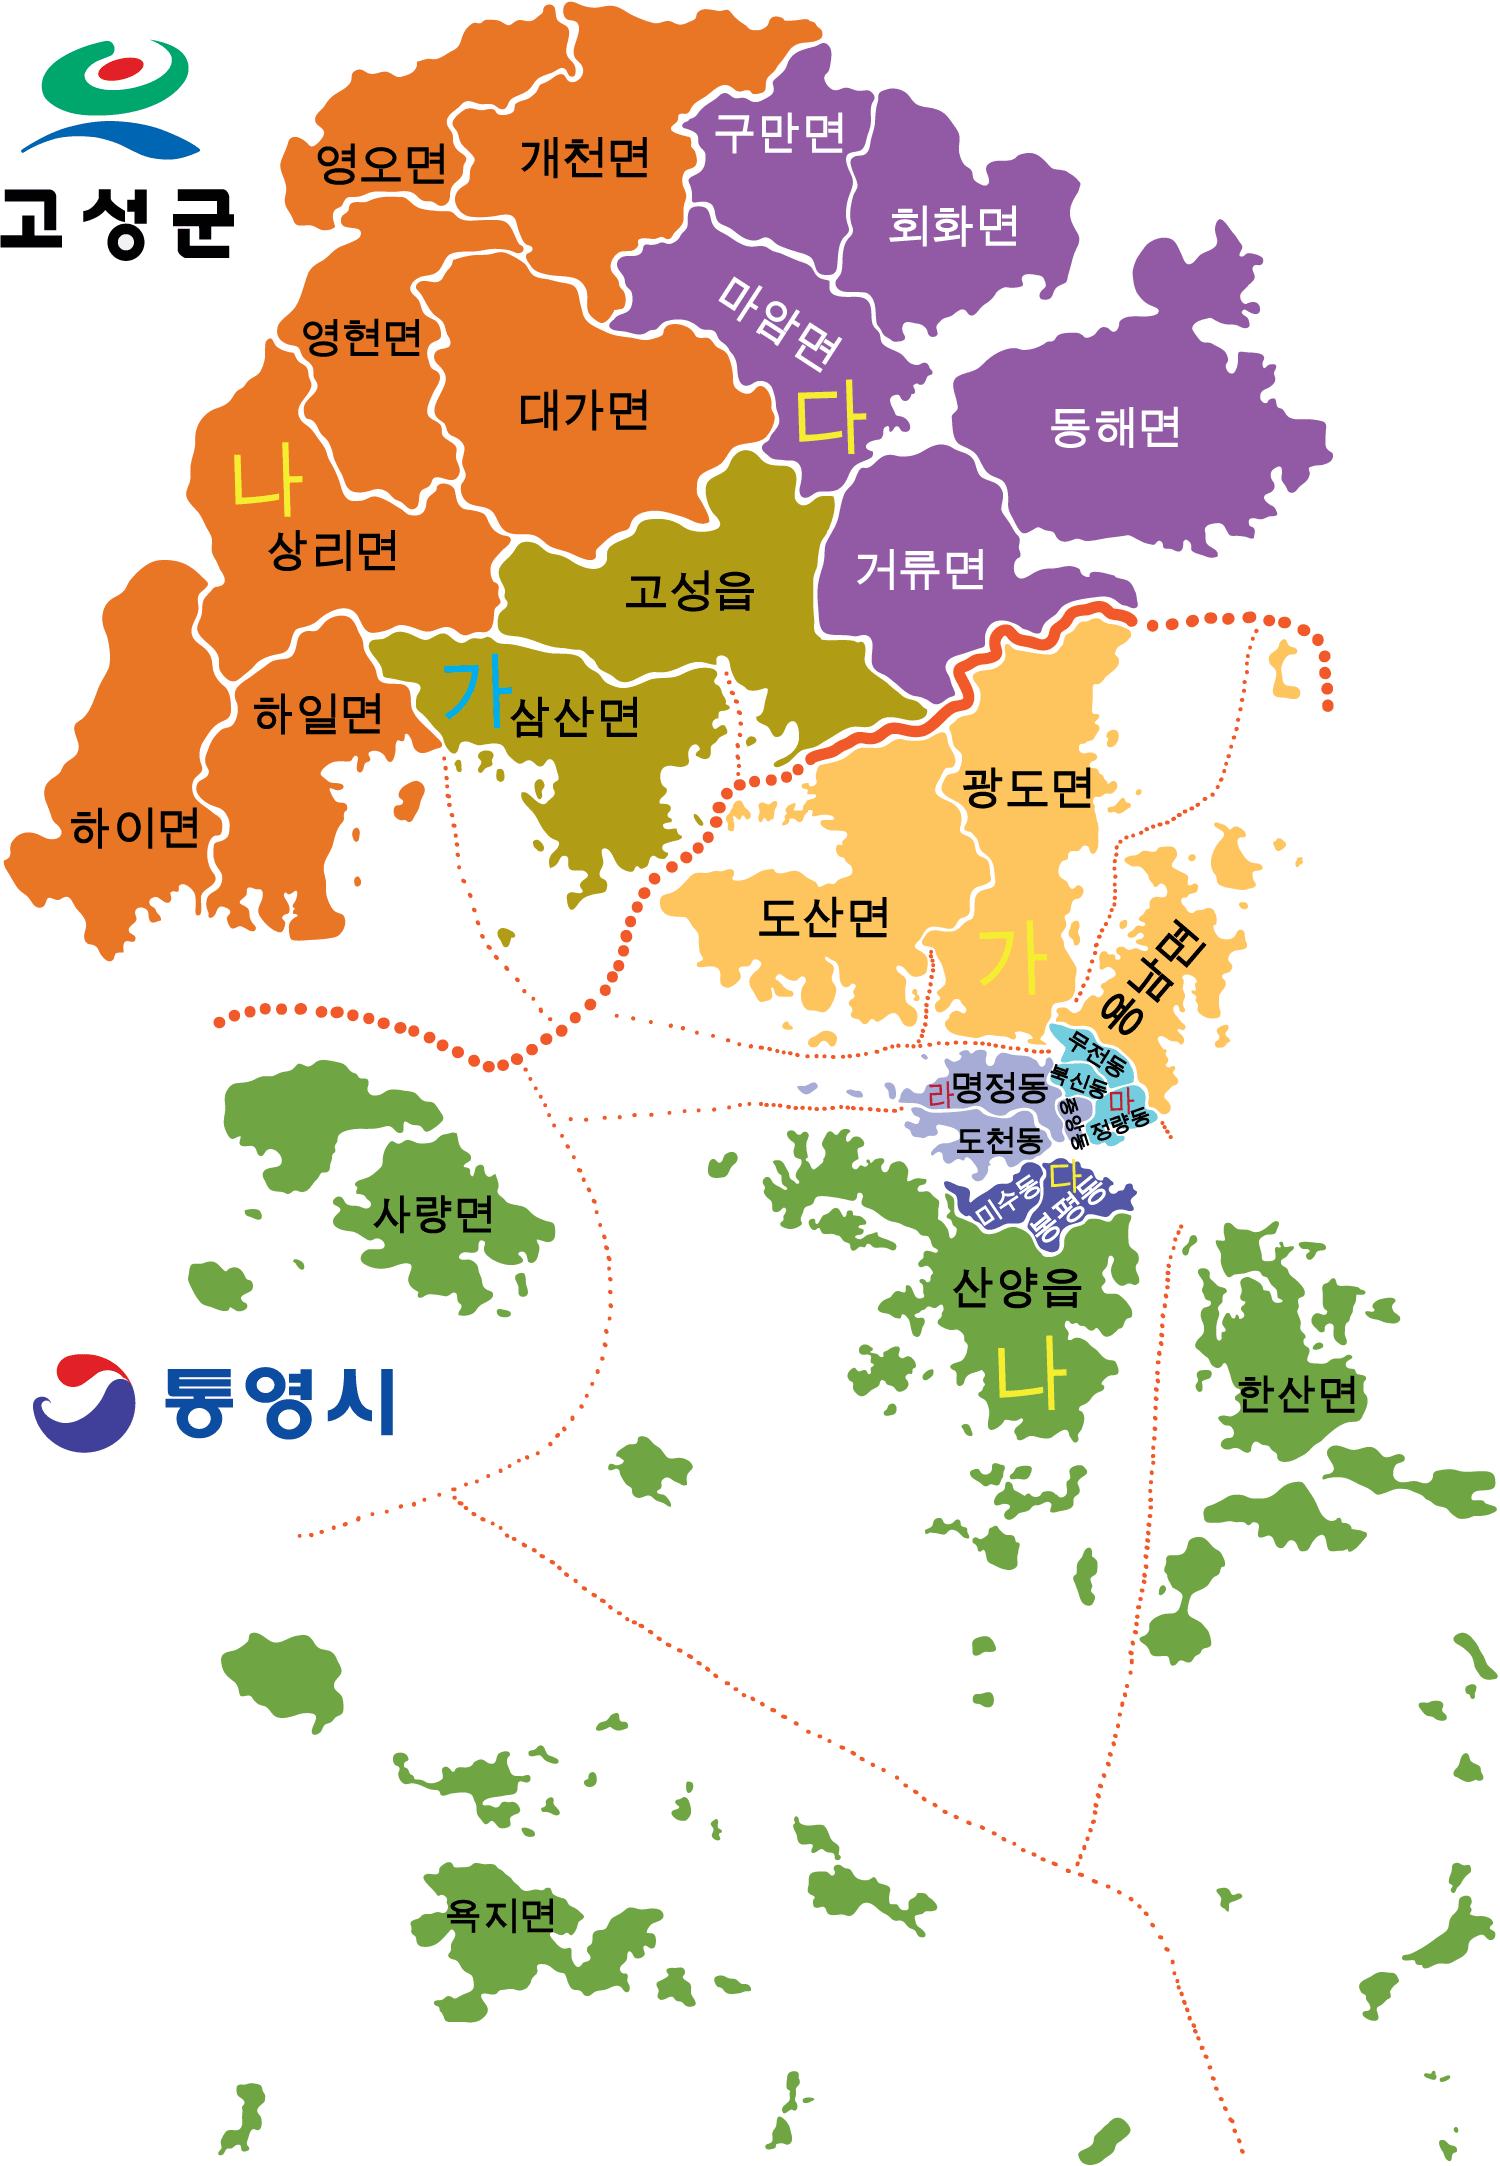 고성군
구만면
개천면
영오면
회화면
마암면
영현면
대가면
다
동해면
나
상리면
거류면
고성읍
가
삼산면
하일면
광도면
하이면
도산면
가
용남면
무전동
북신동
라
명정동
마
중앙동
정량동
도천동
다
미수동
봉평동
사량면
산양읍
나
한산면
통영시
욕지면